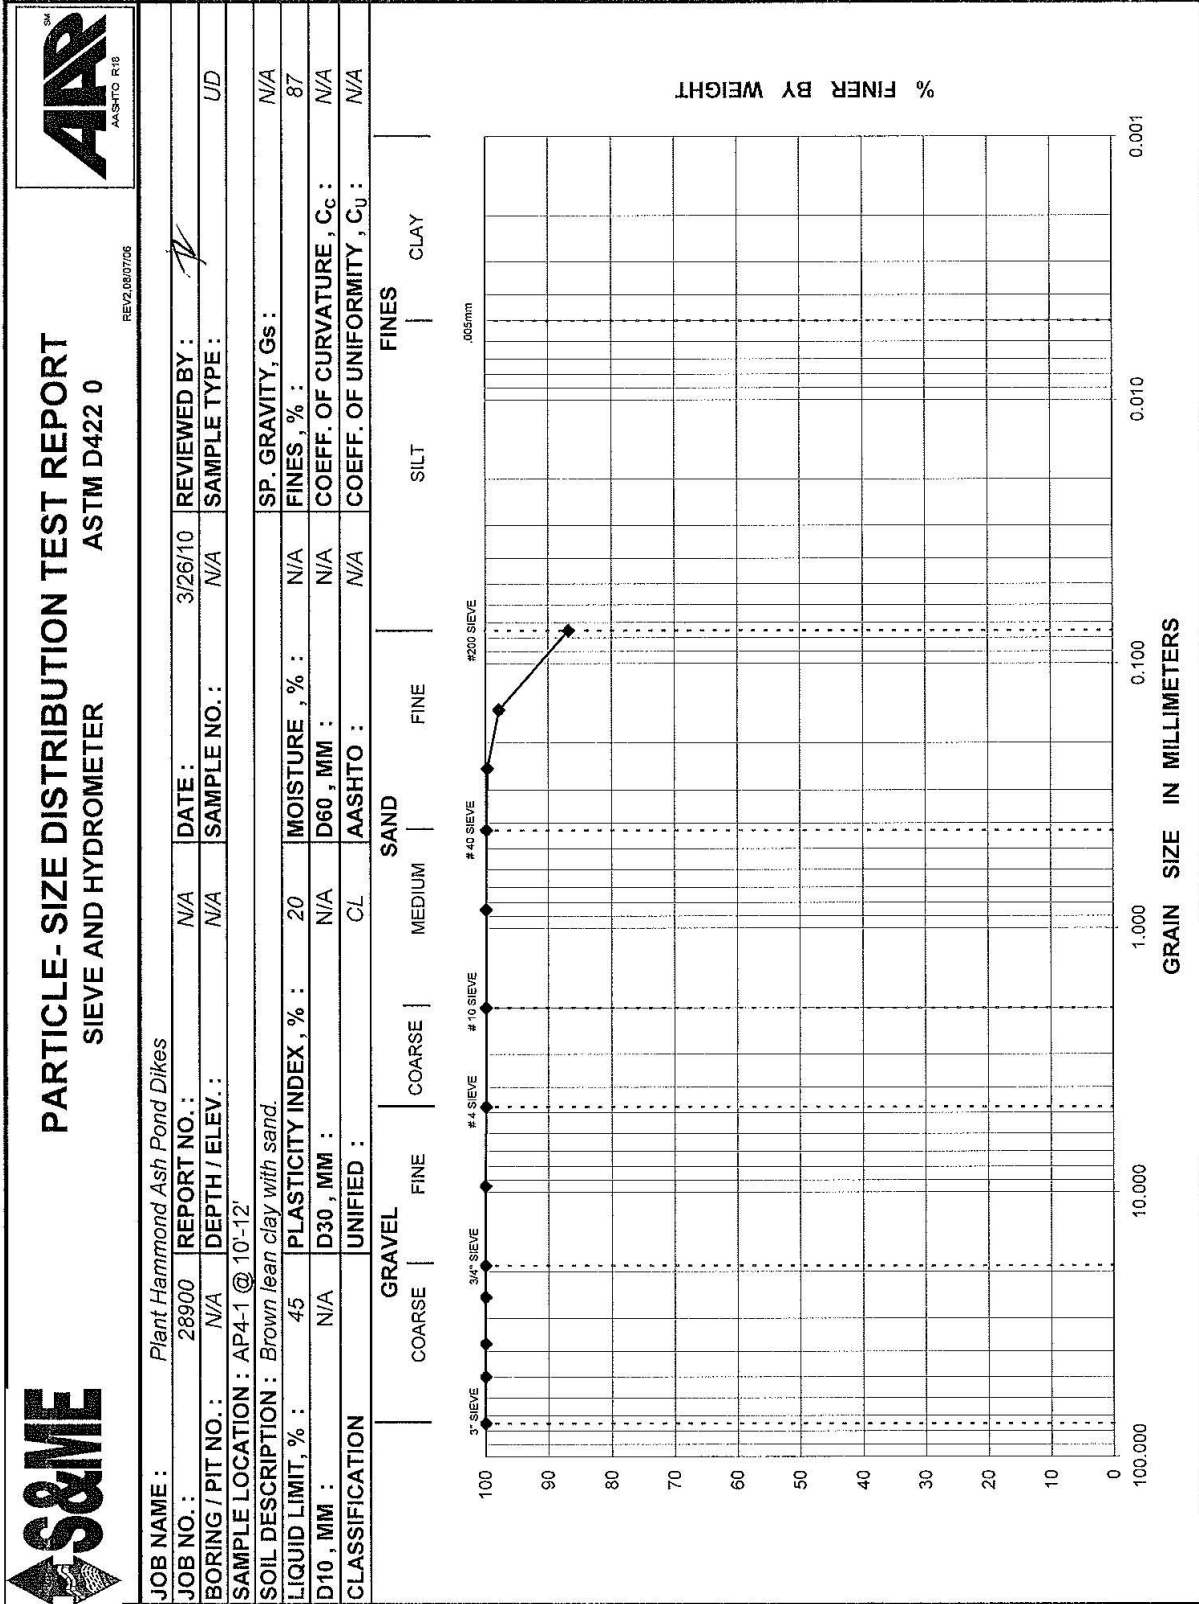 S&ME
PARTICLE- SIZE DISTRIBUTION TEST REPORT
SIEVE AND HYDROMETER ASTM D422 0
AAP
SM
AASHTO R18
REV2,08/07/06
JOB NAME : Plant Hammond Ash Pond Dikes
JOB NO. : 28900 REPORT NO. : N/A DATE : 3/26/10 REVIEWED BY :
BORING / PIT NO. : N/A DEPTH / ELEV. : N/A SAMPLE NO. : N/A SAMPLE TYPE : UD
SAMPLE LOCATION : AP4-1 @ 10'-12'
SOIL DESCRIPTION : Brown lean clay with sand. SP. GRAVITY, Gs : N/A
LIQUID LIMIT, % : 45 PLASTICITY INDEX , % : 20 MOISTURE , % : N/A FINES , % : 87
D10 , MM : N/A D30 , MM : N/A D60 , MM : N/A COEFF. OF CURVATURE , CC : N/A
CLASSIFICATION UNIFIED : CL AASHTO : N/A COEFF. OF UNIFORMITY , CU : N/A
GRAVEL SAND FINES
COARSE FINE COARSE MEDIUM FINE SILT CLAY
3" SIEVE 3/4" SIEVE #4 SIEVE #10 SIEVE #40 SIEVE #200 SIEVE .005mm
100
90
80
70
60
50
40
30
20
10
0
100.000 10.000 1.000 0.100 0.010 0.001
GRAIN SIZE IN MILLIMETERS
% FINER BY WEIGHT